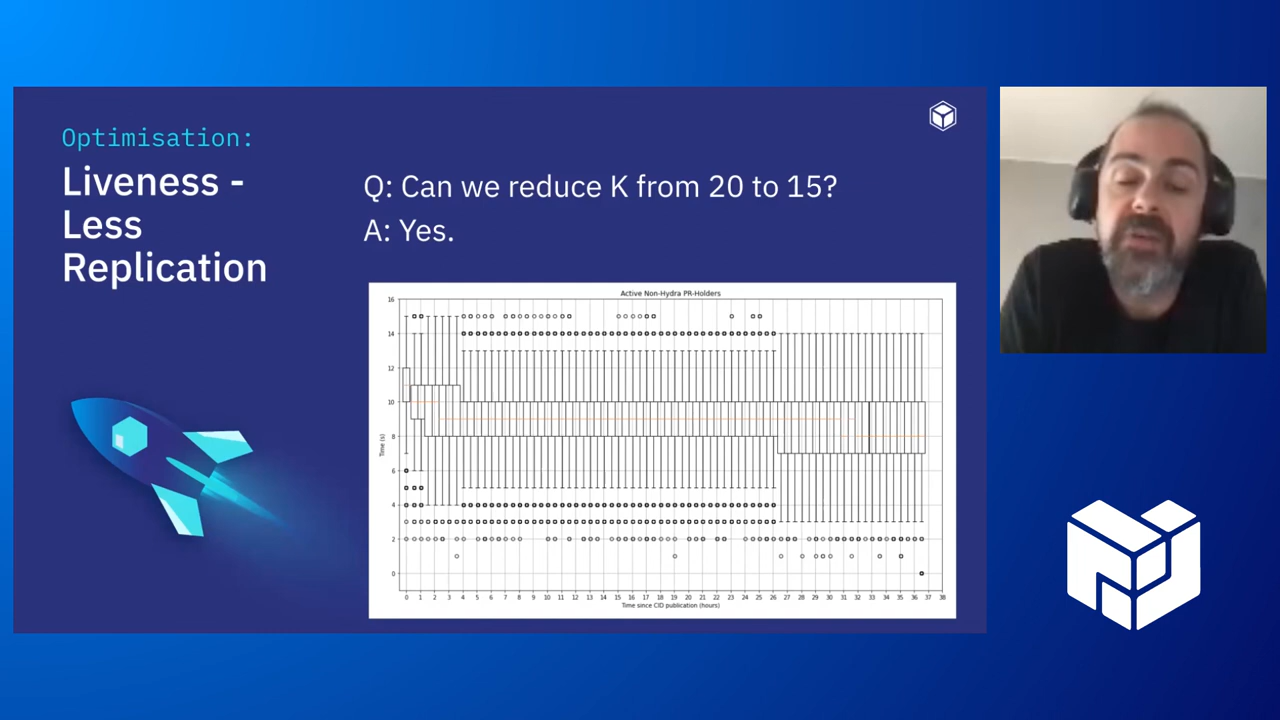 Optimisation:
Liveness -
Less
Replication
Q: Can we reduce K from 20 to 15?
A: Yes.
Active Non-Hydra PR-Holders
16
14
12
10
8
6
4
2
0
Time (s)
0 1 2 3 4 5 6 7 8 9 10 11 12 13 14 15 16 17 18 19 20 21 22 23 24 25 26 27 28 29 30 31 32 33 34 35 36 37 38
Time since CID publication (hours)